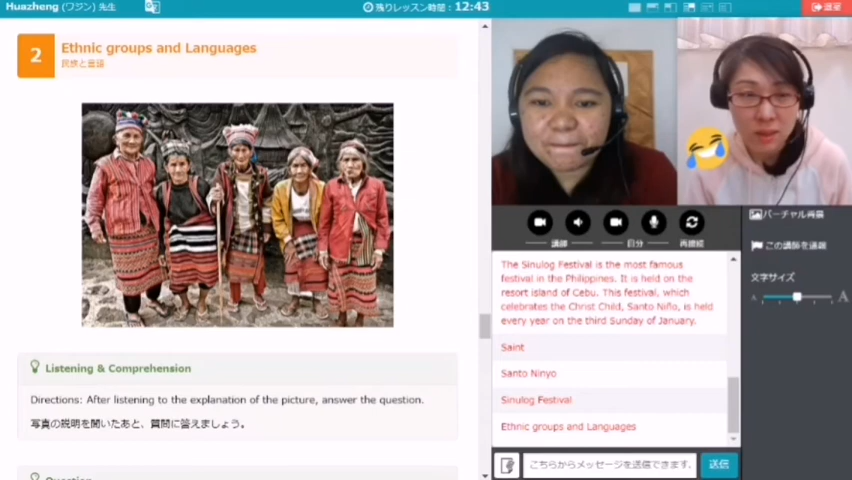 Huazheng (ワジン) 先生
残りレッスン時間：12:43
退室
2
Ethnic groups and Languages
民族と言語
Listening & Comprehension
Directions: After listening to the explanation of the picture, answer the question.
写真の説明を聞いたあと、質問に答えましょう。
Question
講師
自分
再接続
The Sinulog Festival is the most famous
festival in the Philippines. It is held on the
resort island of Cebu. This festival, which
celebrates the Christ Child, Santo Niño, is held
every year on the third Sunday of January.
Saint
Santo Ninyo
Sinulog Festival
Ethnic groups and Languages
こちらからメッセージを送信できます。
送信
バーチャル背景
この講師を通報
文字サイズ
A
A